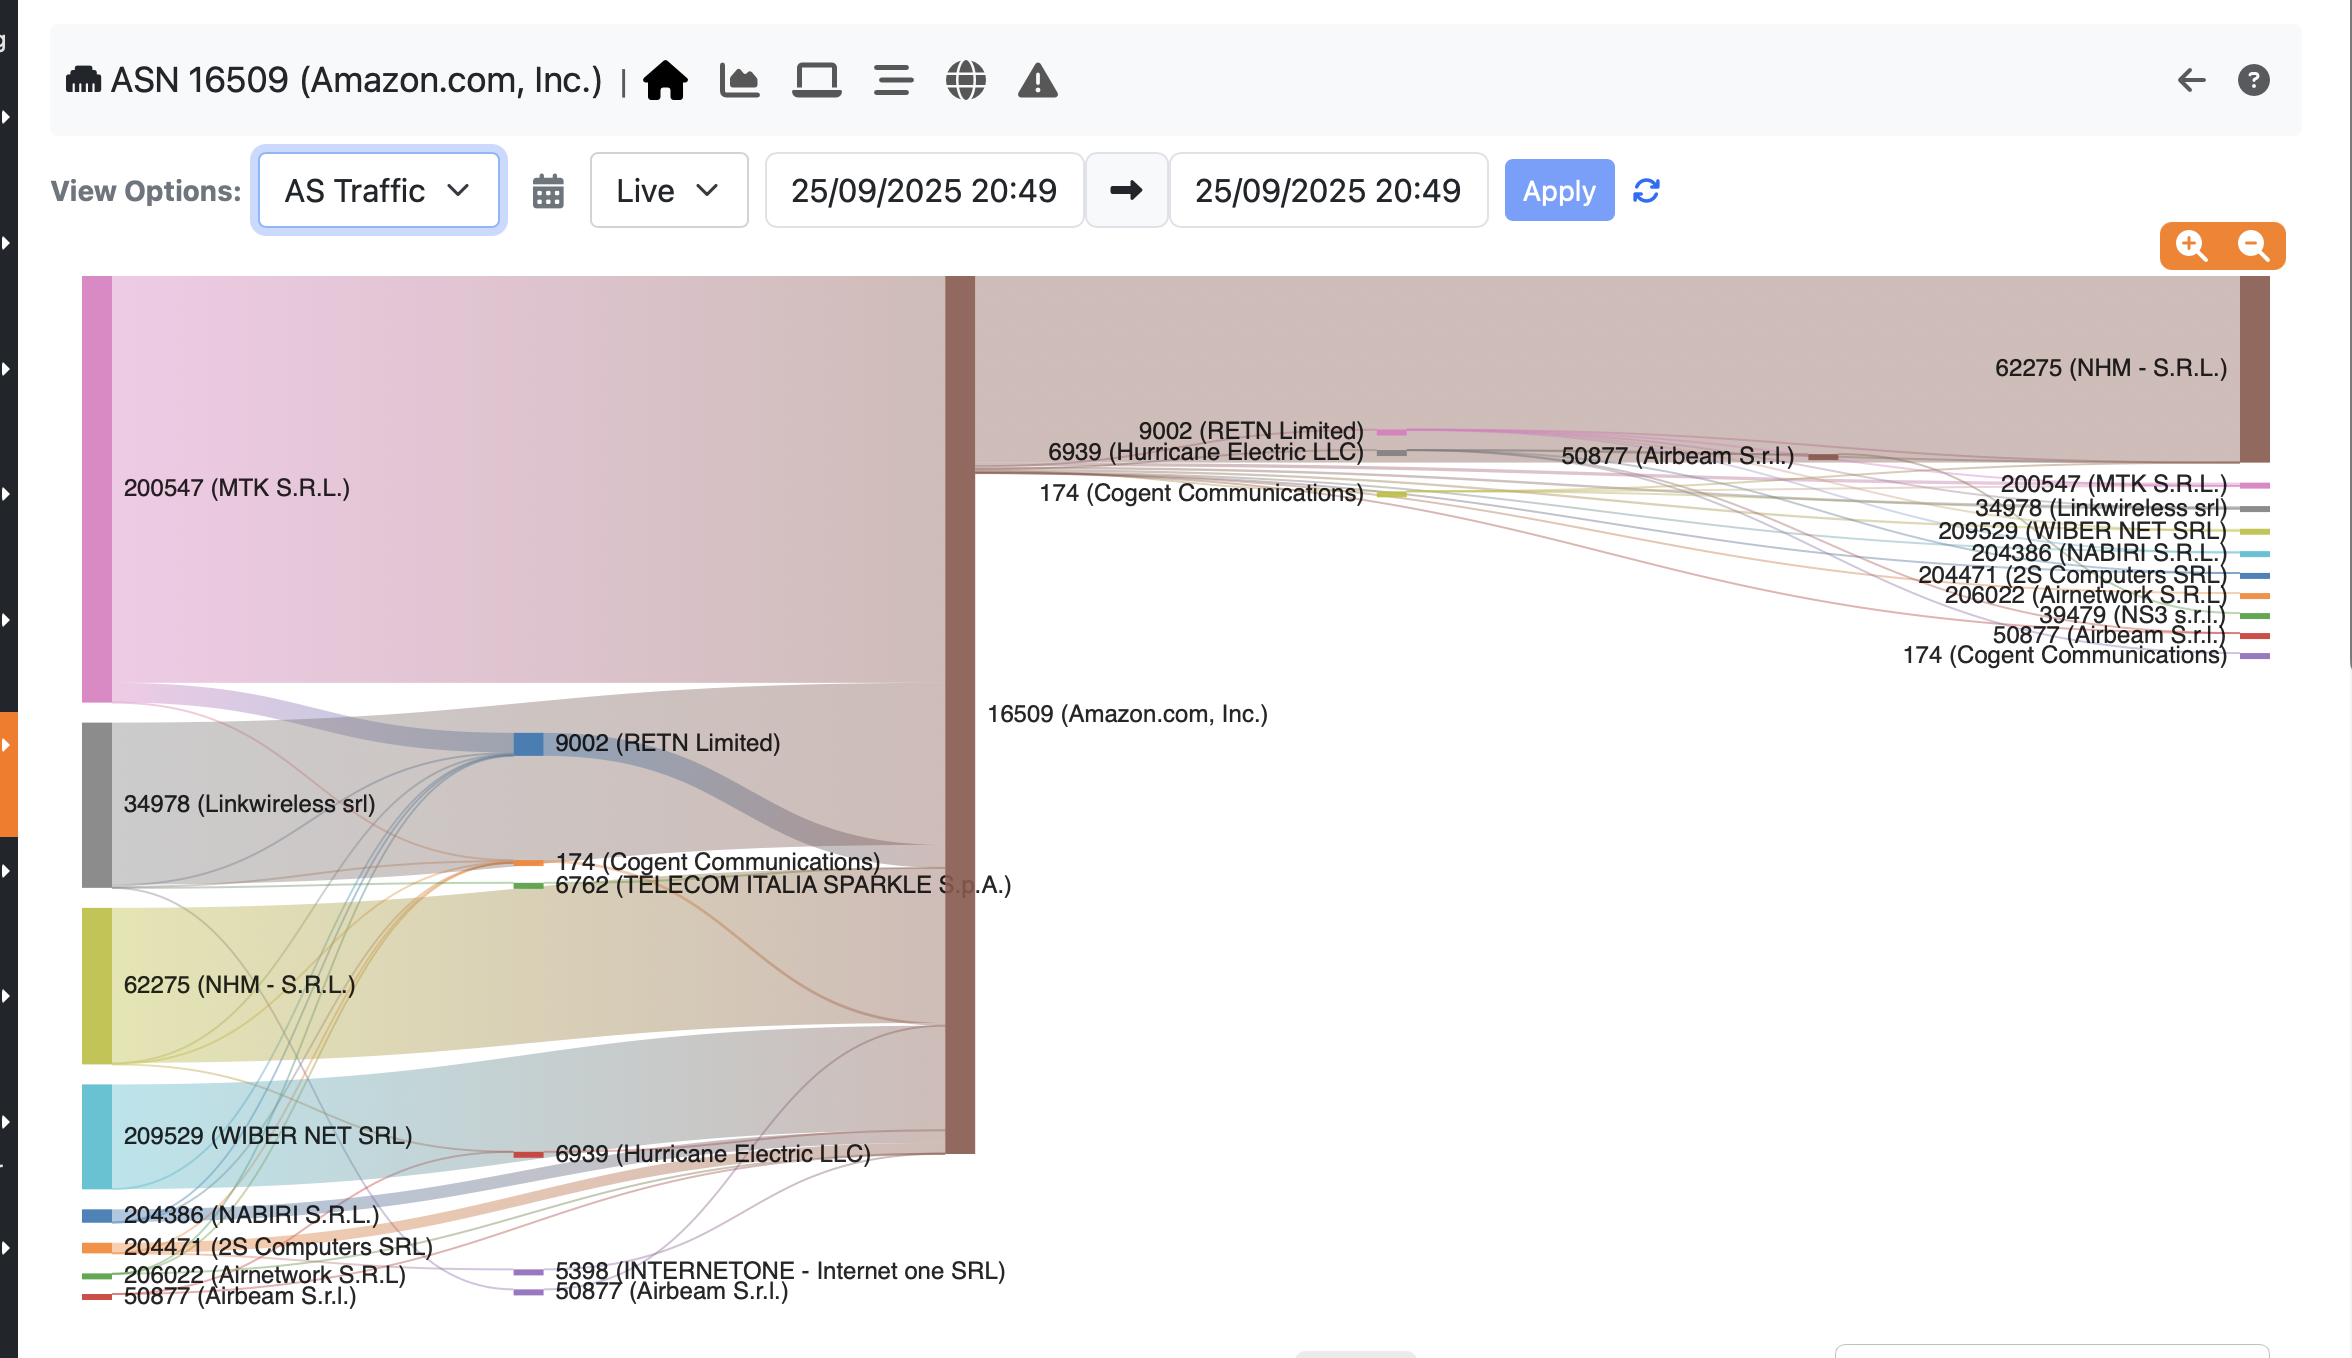 g
ASN 16509 (Amazon.com, Inc.) |
View Options: AS Traffic Live 25/09/2025 20:49 25/09/2025 20:49 Apply
62275 (NHM - S.R.L.)
9002 (RETN Limited)
6939 (Hurricane Electric LLC)
50877 (Airbeam S.r.l.)
174 (Cogent Communications)
200547 (MTK S.R.L.)
34978 (Linkwireless srl)
209529 (WIBER NET SRL)
204386 (NABIRI S.R.L.)
204471 (2S Computers SRL)
206022 (Airnetwork S.R.L)
39479 (NS3 s.r.l.)
50877 (Airbeam S.r.l.)
174 (Cogent Communications)
200547 (MTK S.R.L.)
16509 (Amazon.com, Inc.)
9002 (RETN Limited)
34978 (Linkwireless srl)
174 (Cogent Communications)
6762 (TELECOM ITALIA SPARKLE S.p.A.)
62275 (NHM - S.R.L.)
209529 (WIBER NET SRL)
6939 (Hurricane Electric LLC)
204386 (NABIRI S.R.L.)
204471 (2S Computers SRL)
206022 (Airnetwork S.R.L)
50877 (Airbeam S.r.l.)
5398 (INTERNETONE - Internet one SRL)
50877 (Airbeam S.r.l.)